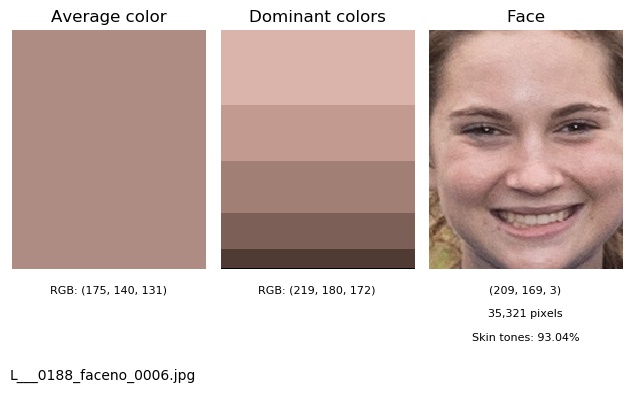 Average color
Dominant colors
Face
RGB: (175, 140, 131)
RGB: (219, 180, 172)
(209, 169, 3)
35,321 pixels
Skin tones: 93.04%
L___0188_faceno_0006.jpg